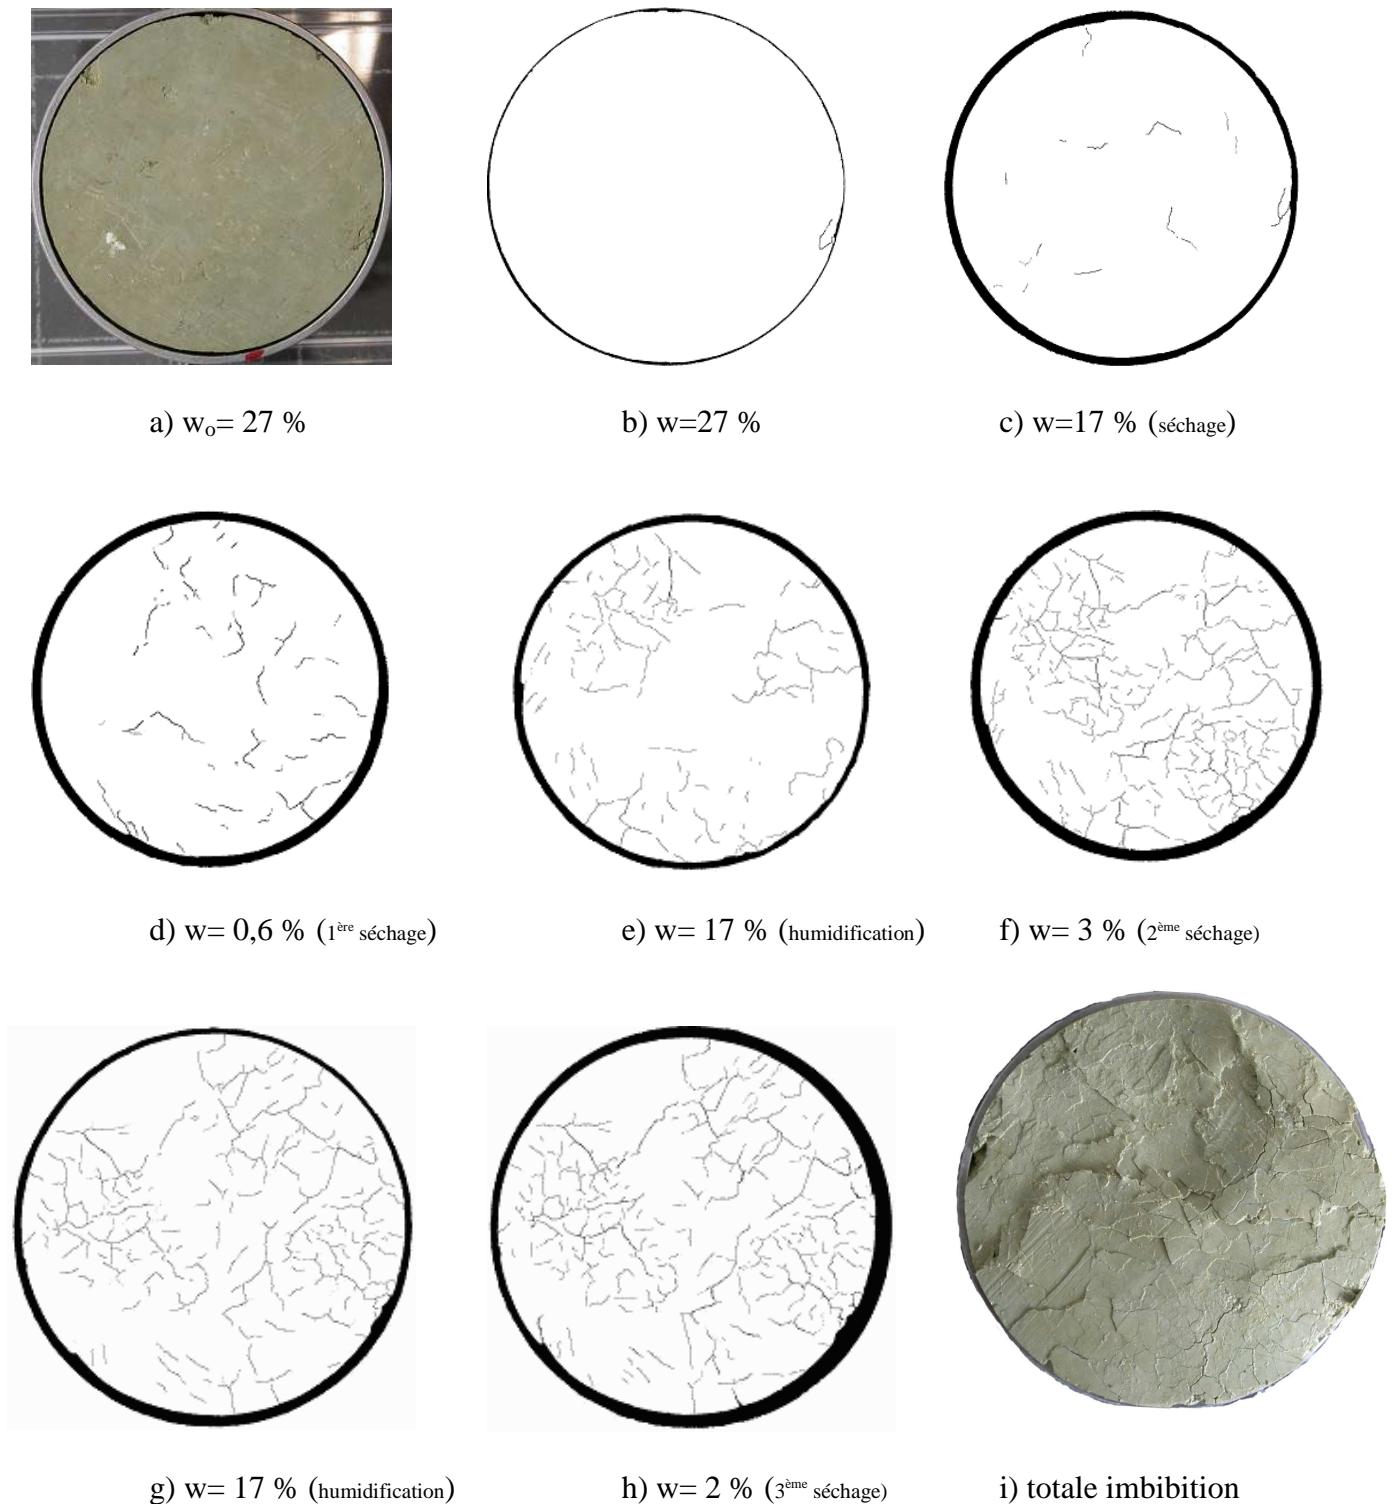 a) wₒ= 27 %
b) w=27 %
c) w=17 % (séchage)
d) w= 0,6 % (1ère séchage)
e) w= 17 % (humidification)
f) w= 3 % (2ème séchage)
g) w= 17 % (humidification)
h) w= 2 % (3ème séchage)
i) totale imbibition